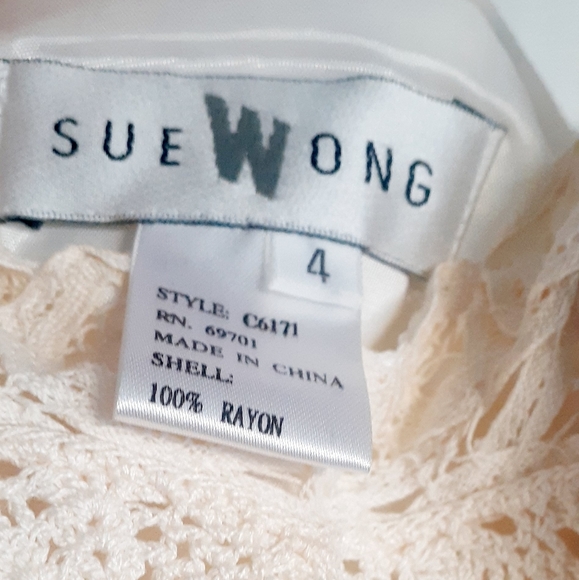 SUE WONG
4
STYLE: C6171
RN. 69701
MADE IN CHINA
SHELL:
100% RAYON